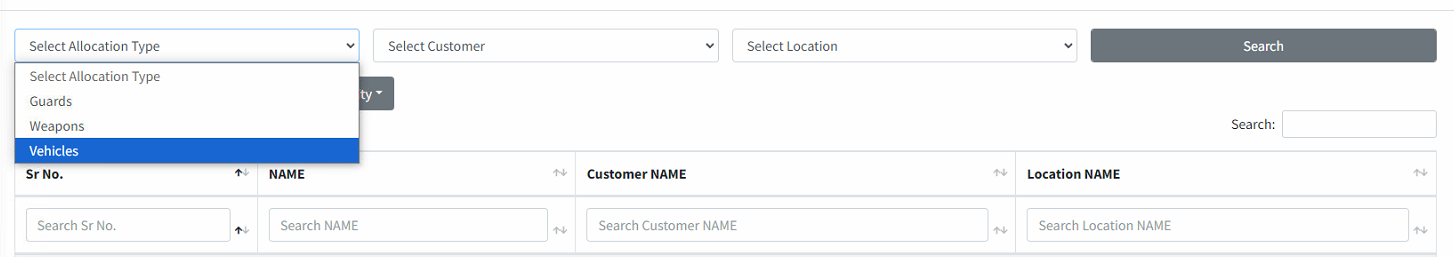 Select Allocation Type Select Customer Select Location Search
Select Allocation Type
Guards
Weapons
Vehicles
Search:
Sr No. NAME Customer NAME Location NAME
Search Sr No. Search NAME Search Customer NAME Search Location NAME